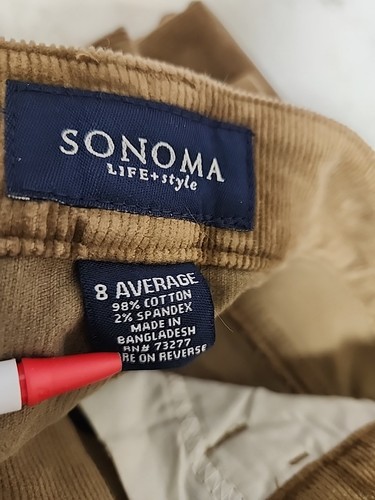 SONOMA
LIFE+style
8 AVERAGE
98% COTTON
2% SPANDEX
MADE IN
BANGLADESH
RN# 73277
ON REVERSE